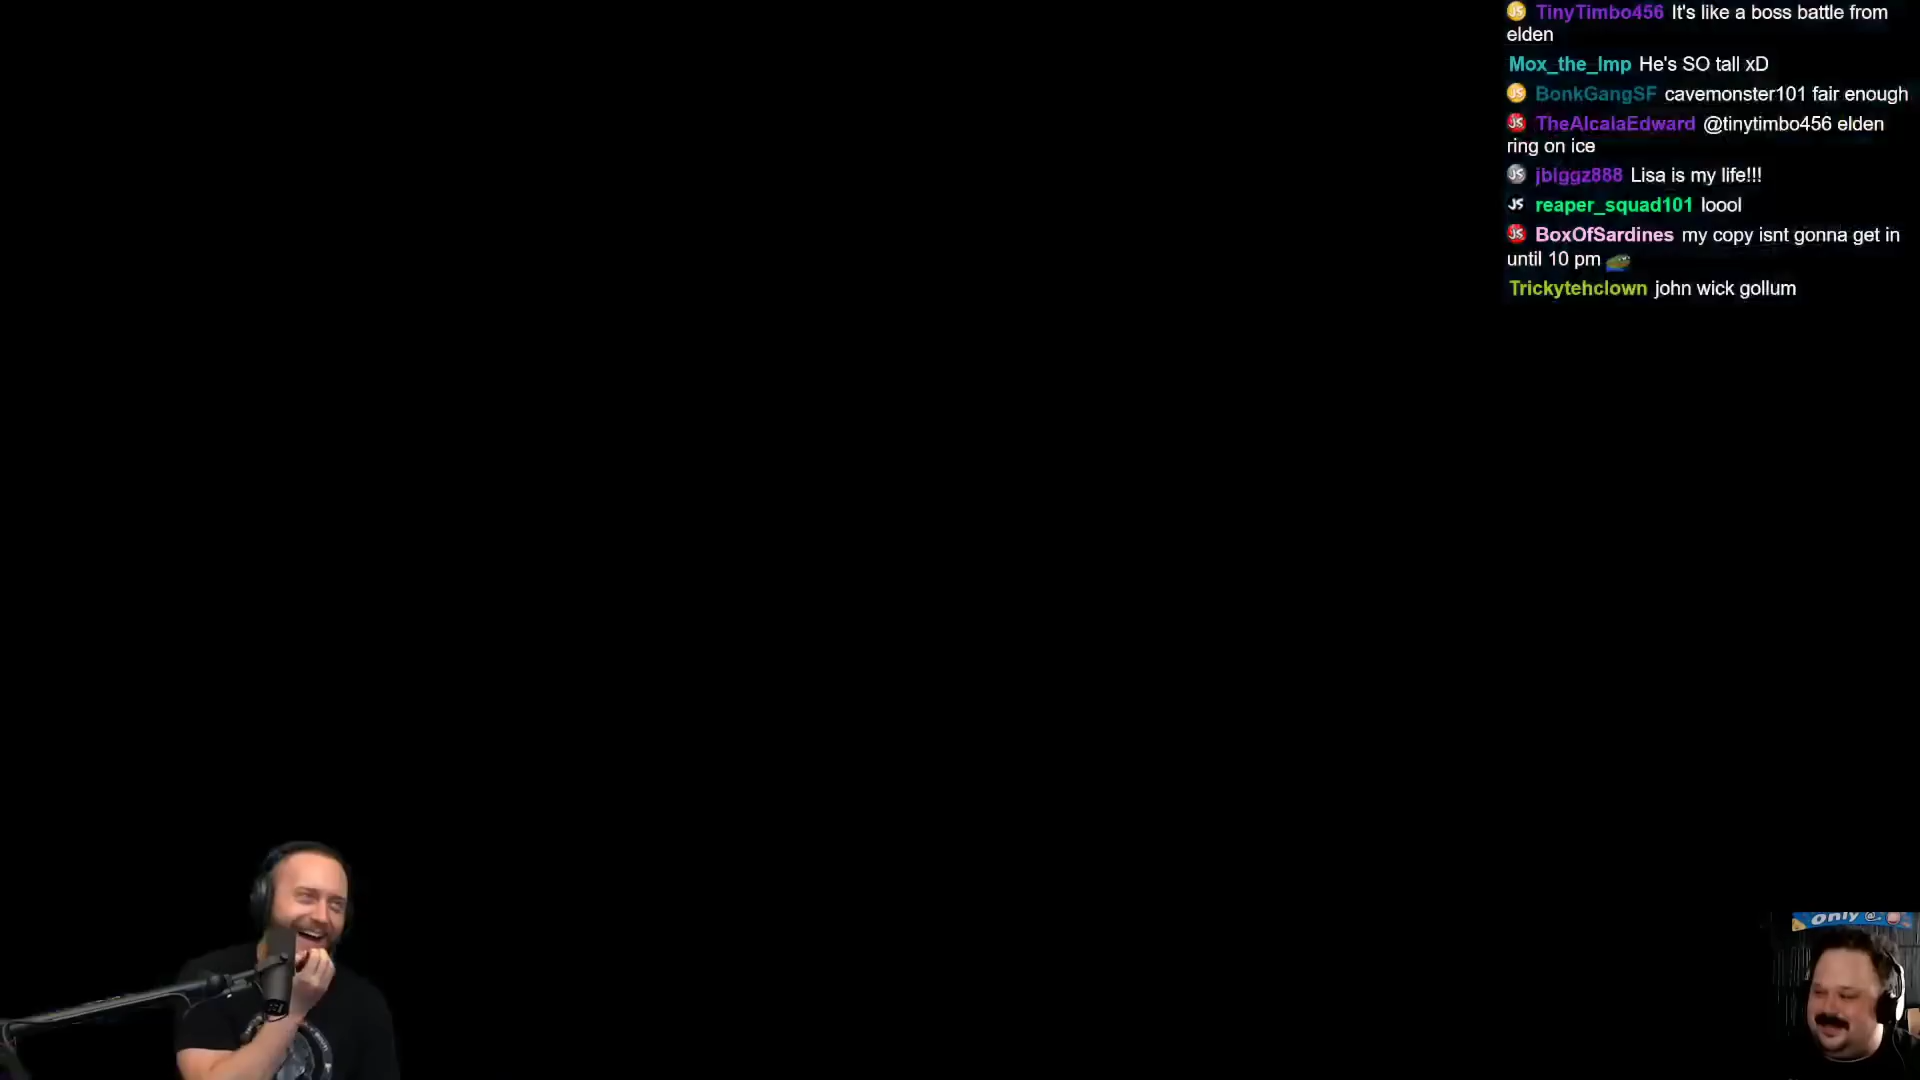 TinyTimbo456 It's like a boss battle from
elden
Mox_the_Imp He's SO tall xD
BonkGangSF cavemonster101 fair enough
TheAlcalaEdward @tinytimbo456 elden
ring on ice
jbiggz888 Lisa is my life!!!
JS reaper_squad101 loool
BoxOfSardines my copy isnt gonna get in
until 10 pm
Trickytehclown john wick gollum
only @